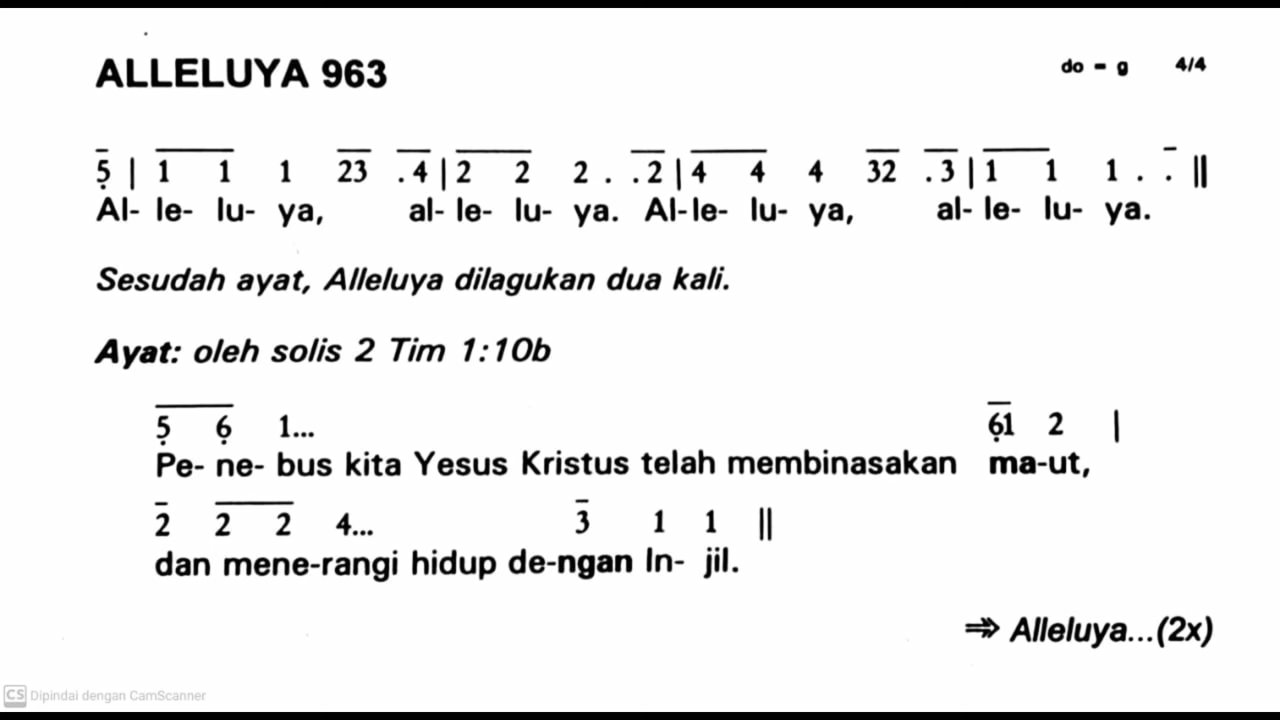 ALLELUYA 963 do = g 4/4
5̣ | 1 1 1 23 .4 | 2 2 2 . .2 | 4 4 4 32 .3 | 1 1 1 . . ||
Al- le- lu- ya, al- le- lu- ya. Al-le- lu- ya, al- le- lu- ya.
Sesudah ayat, Alleluya dilagukan dua kali.
Ayat: oleh solis 2 Tim 1:10b
5̣ 6̣ 1... 6̣1 2 |
Pe- ne- bus kita Yesus Kristus telah membinasakan ma-ut,
2 2 2 4... 3 1 1 ||
dan mene-rangi hidup de-ngan In- jil.
⇒ Alleluya...(2x)
CS Dipindai dengan CamScanner